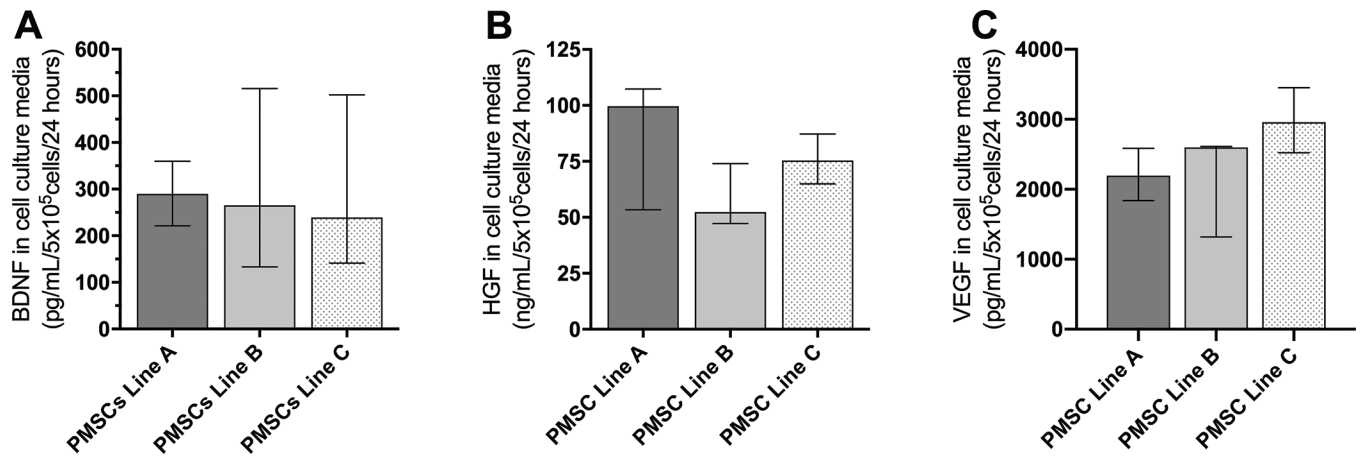 A
BDNF in cell culture media
(pg/mL/5x10⁵cells/24 hours)
600
500
400
300
200
100
0
PMSCs Line A
PMSCs Line B
PMSCs Line C
B
HGF in cell culture media
(ng/mL/5x10⁵cells/24 hours)
125
100
75
50
25
0
PMSC Line A
PMSC Line B
PMSC Line C
C
VEGF in cell culture media
(pg/mL/5x10⁵cells/24 hours)
4000
3000
2000
1000
0
PMSC Line A
PMSC Line B
PMSC Line C